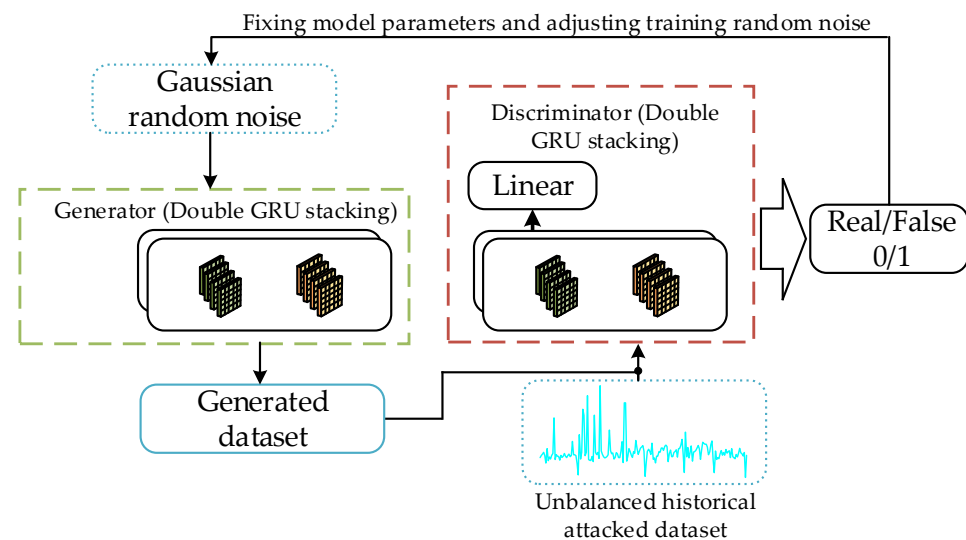 Fixing model parameters and adjusting training random noise
Gaussian
random noise
Generator (Double GRU stacking)
Generated
dataset
Discriminator (Double
GRU stacking)
Linear
Real/False
0/1
Unbalanced historical
attacked dataset